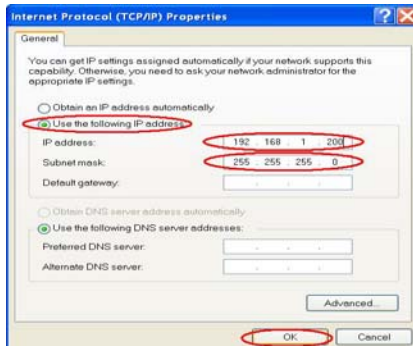 Internet Protocol (TCP/IP) Properties
General
You can get IP settings assigned automatically if your network supports this
capability. Otherwise, you need to ask your network administrator for the
appropriate IP settings.
Obtain an IP address automatically
Use the following IP address:
IP address: 192 . 168 . 1 . 200
Subnet mask: 255 . 255 . 255 . 0
Default gateway: . . .
Obtain DNS server address automatically
Use the following DNS server addresses:
Preferred DNS server: . . .
Alternate DNS server: . . .
Advanced...
OK Cancel